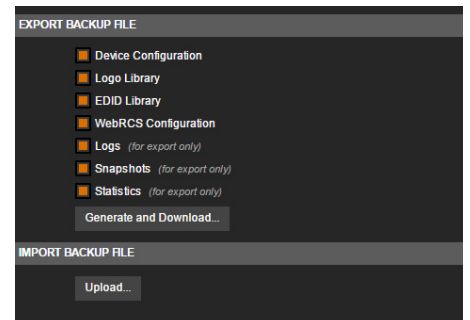 EXPORT BACKUP FILE
Device Configuration
Logo Library
EDID Library
WebRCS Configuration
Logs (for export only)
Snapshots (for export only)
Statistics (for export only)
Generate and Download...
IMPORT BACKUP FILE
Upload...